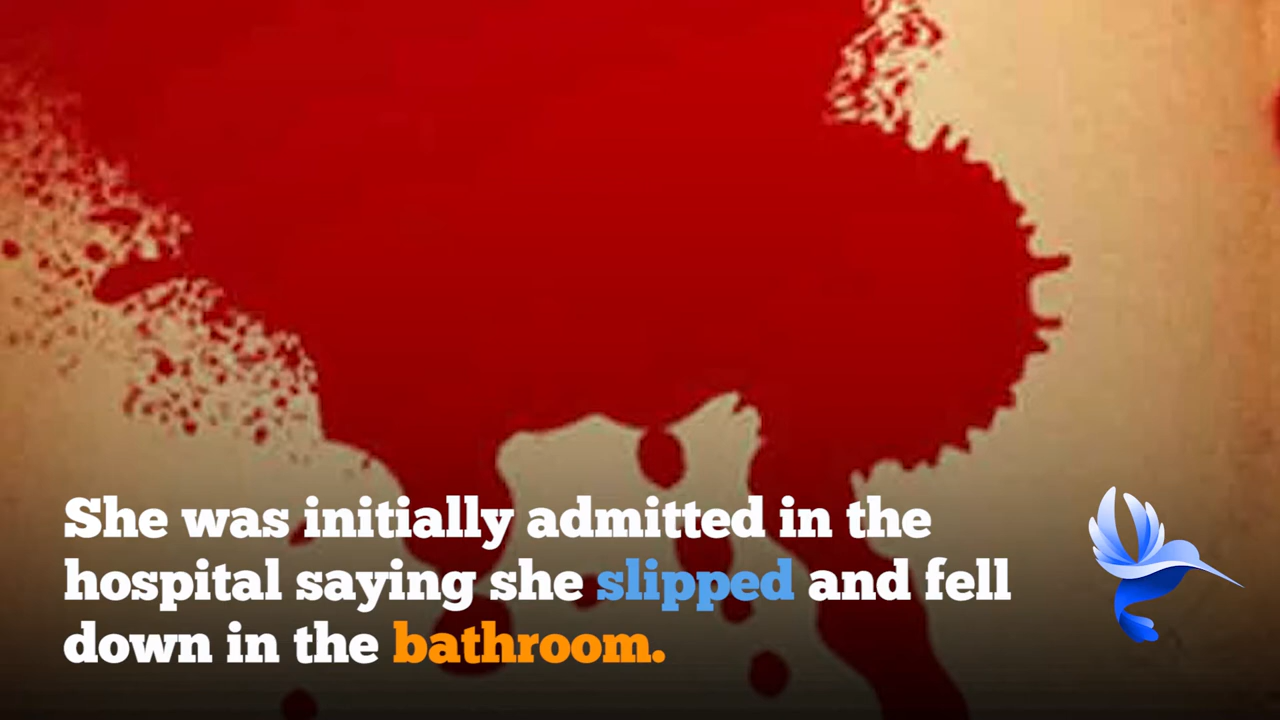 She was initially admitted in the
hospital saying she slipped and fell
down in the bathroom.